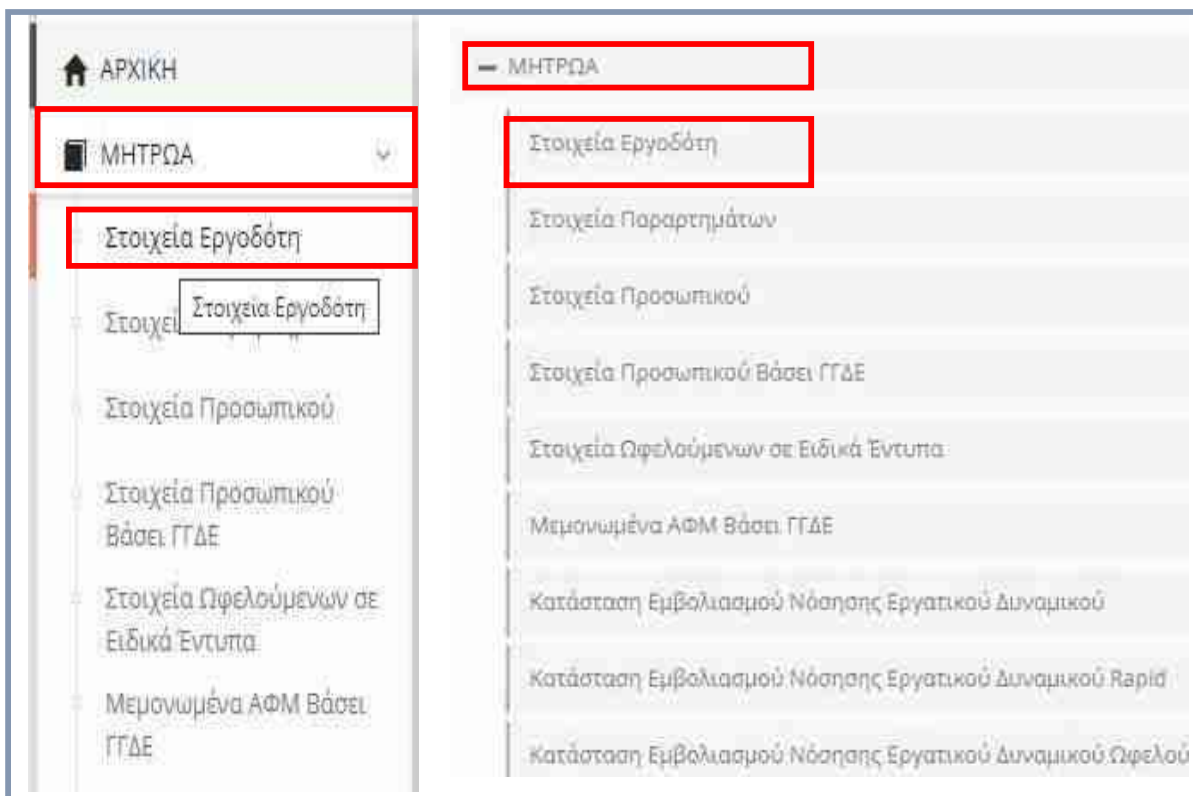 ΑΡΧΙΚΗ
ΜΗΤΡΩΑ
Στοιχεία Εργοδότη
Στοιχεία Εργοδότη
Στοιχεί
Στοιχεία Προσωπικού
Στοιχεία Προσωπικού
Βάσει ΓΓΔΕ
Στοιχεία Ωφελούμενων σε
Ειδικά Έντυπα
Μεμονωμένα ΑΦΜ Βάσει
ΓΓΔΕ
ΜΗΤΡΩΑ
Στοιχεία Εργοδότη
Στοιχεία Παραρτημάτων
Στοιχεία Προσωπικού
Στοιχεία Προσωπικού Βάσει ΓΓΔΕ
Στοιχεία Ωφελούμενων σε Ειδικά Έντυπα
Μεμονωμένα ΑΦΜ Βάσει ΓΓΔΕ
Κατάσταση Εμβολιασμού Νόσησης Εργατικού Δυναμικού
Κατάσταση Εμβολιασμού Νόσησης Εργατικού Δυναμικού Rapid
Κατάσταση Εμβολιασμού Νόσησης Εργατικού Δυναμικού Ωφελού